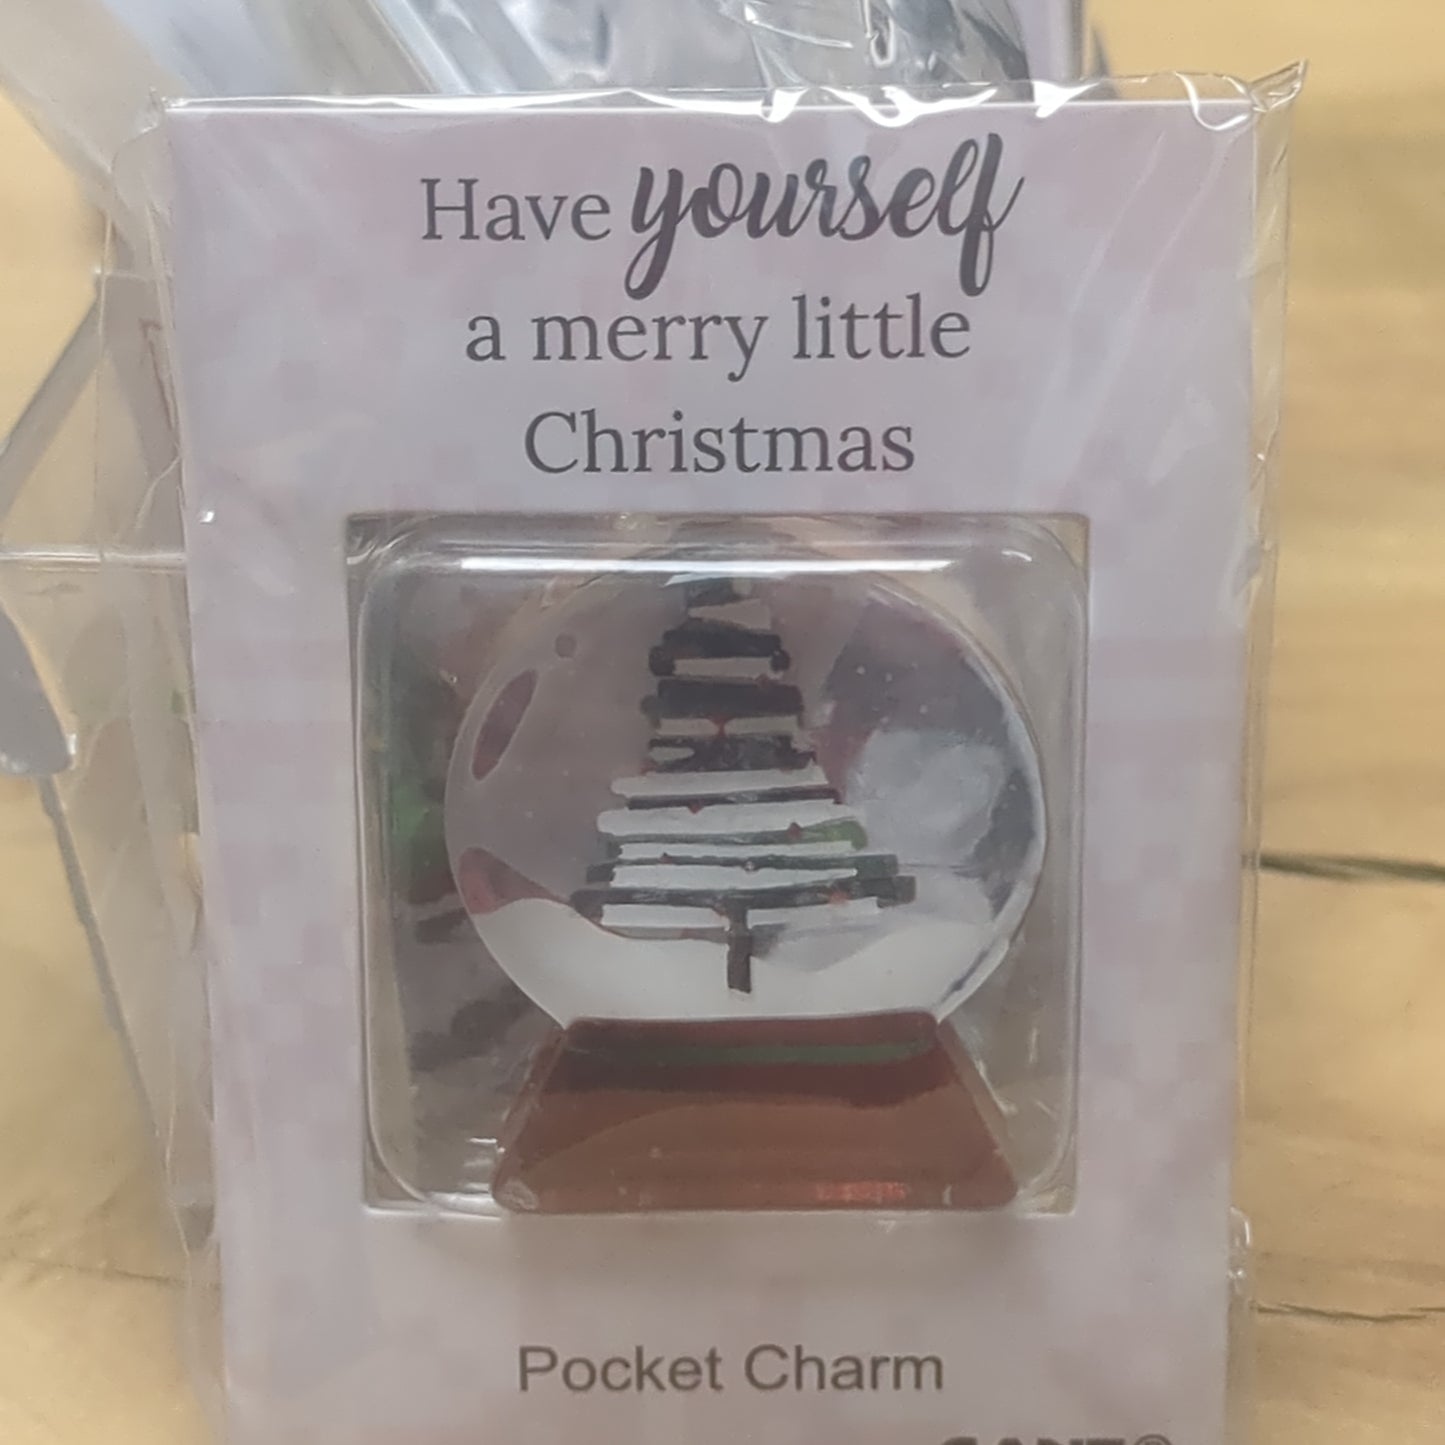 Have yourself
a merry little
Christmas
Pocket Charm